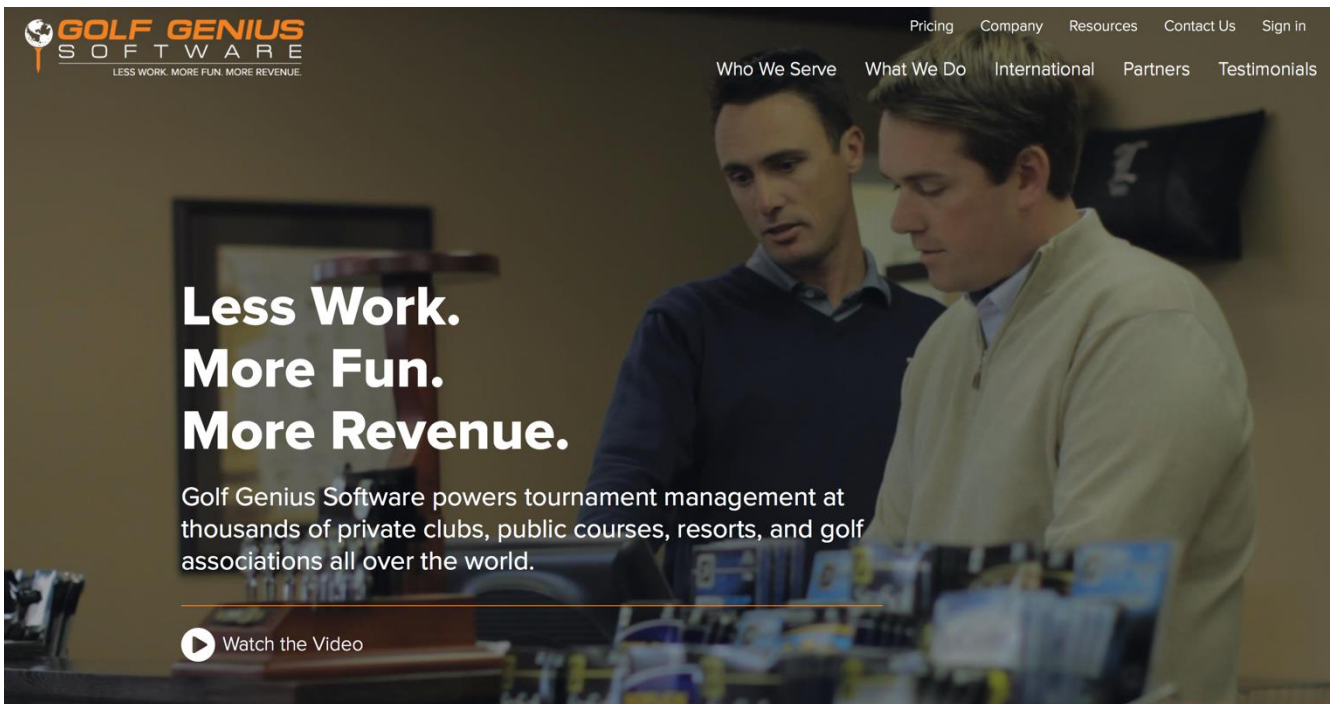 GOLF GENIUS
SOFTWARE
LESS WORK. MORE FUN. MORE REVENUE.
Pricing Company Resources Contact Us Sign in
Who We Serve What We Do International Partners Testimonials
Less Work.
More Fun.
More Revenue.
Golf Genius Software powers tournament management at
thousands of private clubs, public courses, resorts, and golf
associations all over the world.
Watch the Video